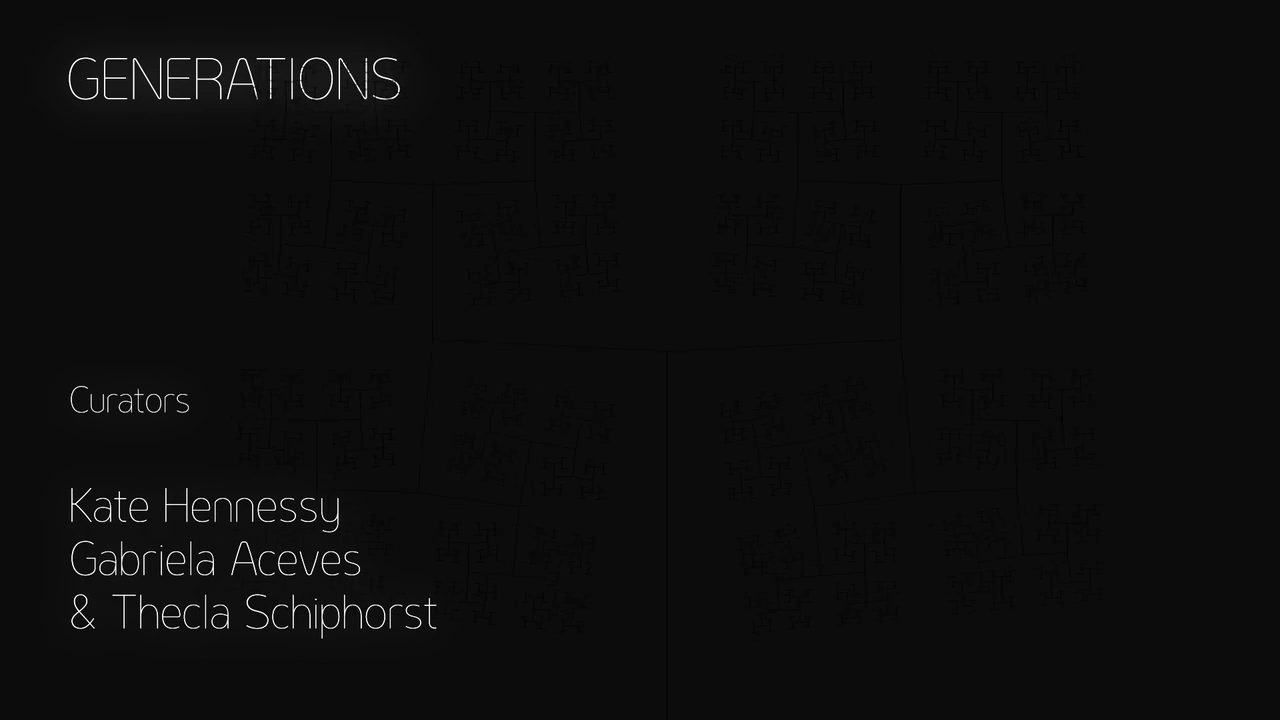 GENERATIONS
Curators
Kate Hennessy
Gabriela Aceves
& Thecla Schiphorst